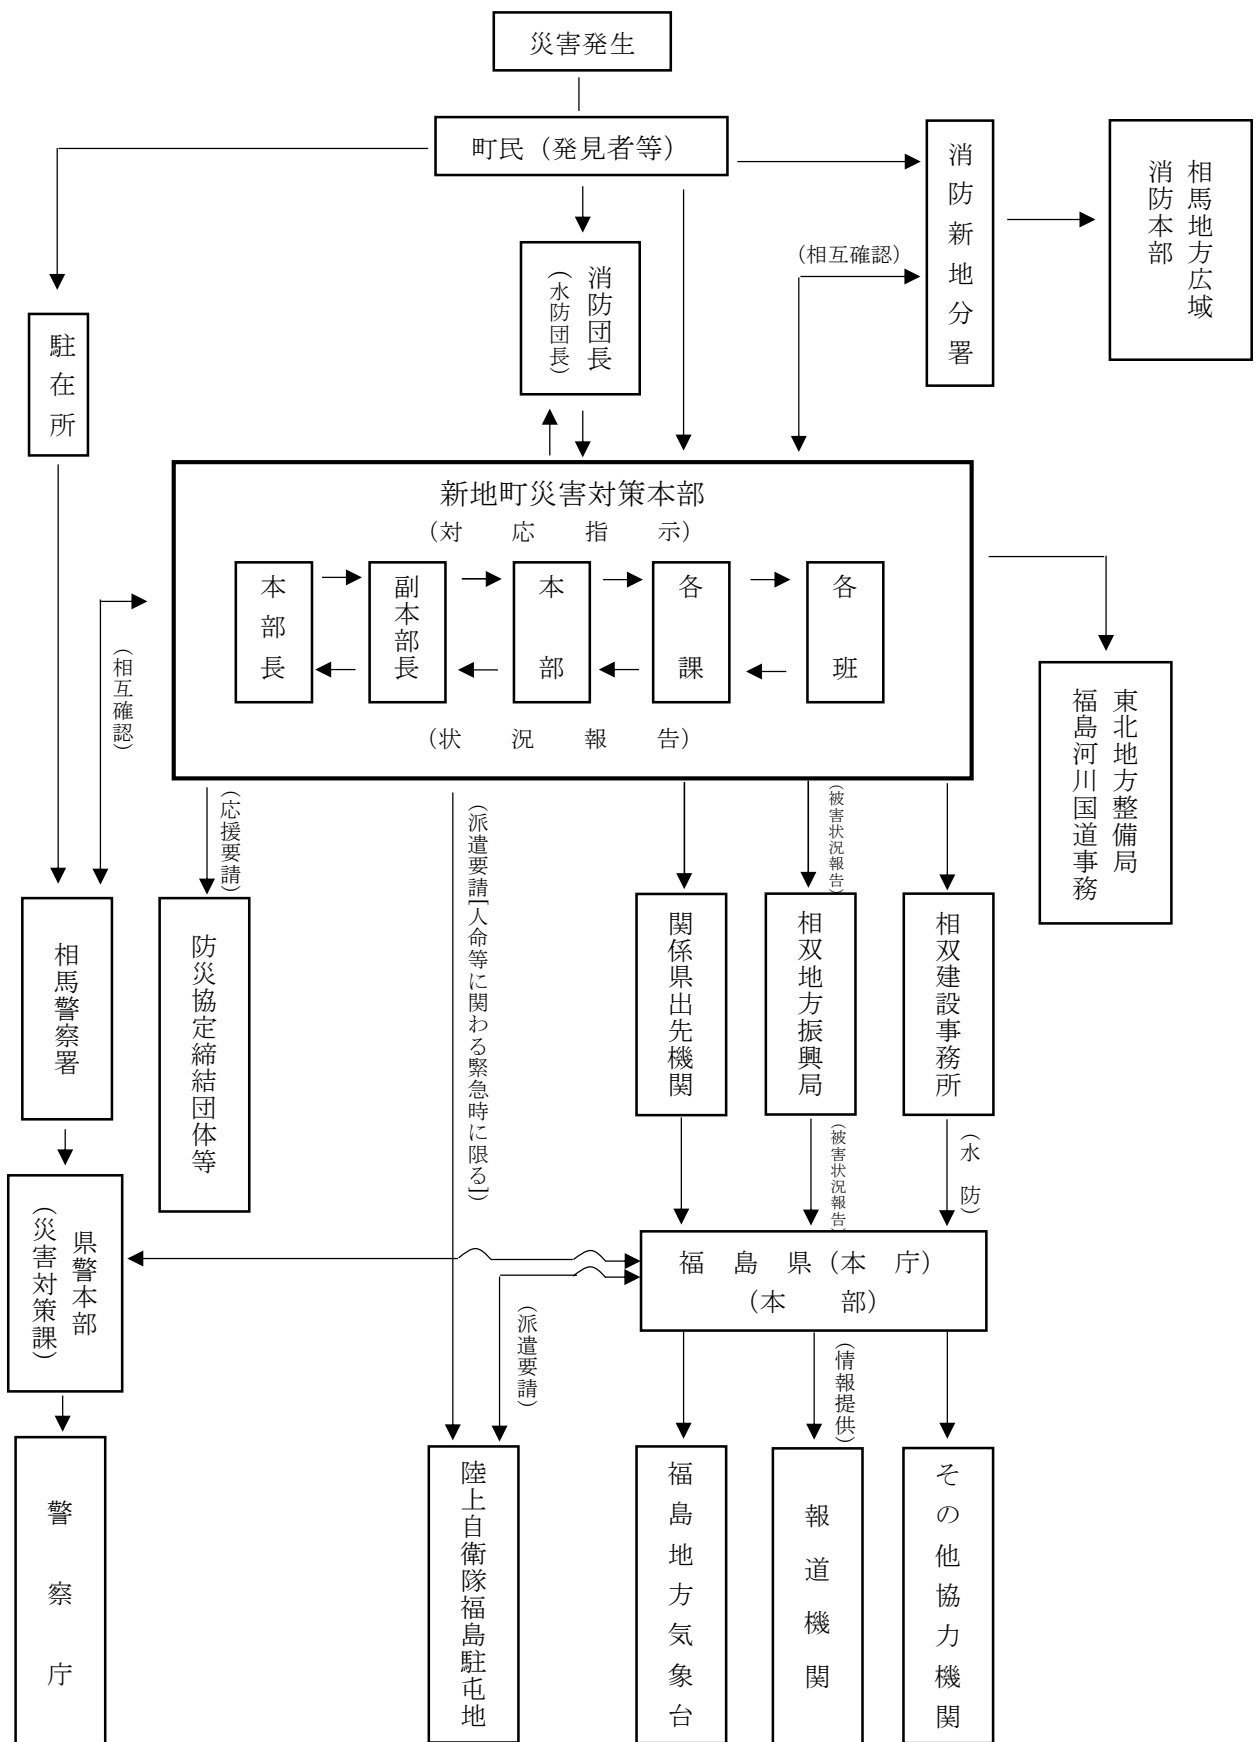 災害発生
町民（発見者等）
消防新地分署
相馬地方広域
消防本部
（相互確認）
消防団長
（水防団長）
駐在所
新地町災害対策本部
（対応指示）
本部長
副本部長
本部
各課
各班
（状況報告）
（相互確認）
東北地方整備局
福島河川国道事務
（応援要請）
（派遣要請[人命等に関わる緊急時に限る]）
（被害状況報告）
相馬警察署
防災協定締結団体等
関係県出先機関
相双地方振興局
相双建設事務所
（被害状況報告）
（水防）
県警本部
（災害対策課）
福島県（本庁）
（本部）
（派遣要請）
（情報提供）
警察庁
陸上自衛隊福島駐屯地
福島地方気象台
報道機関
その他協力機関